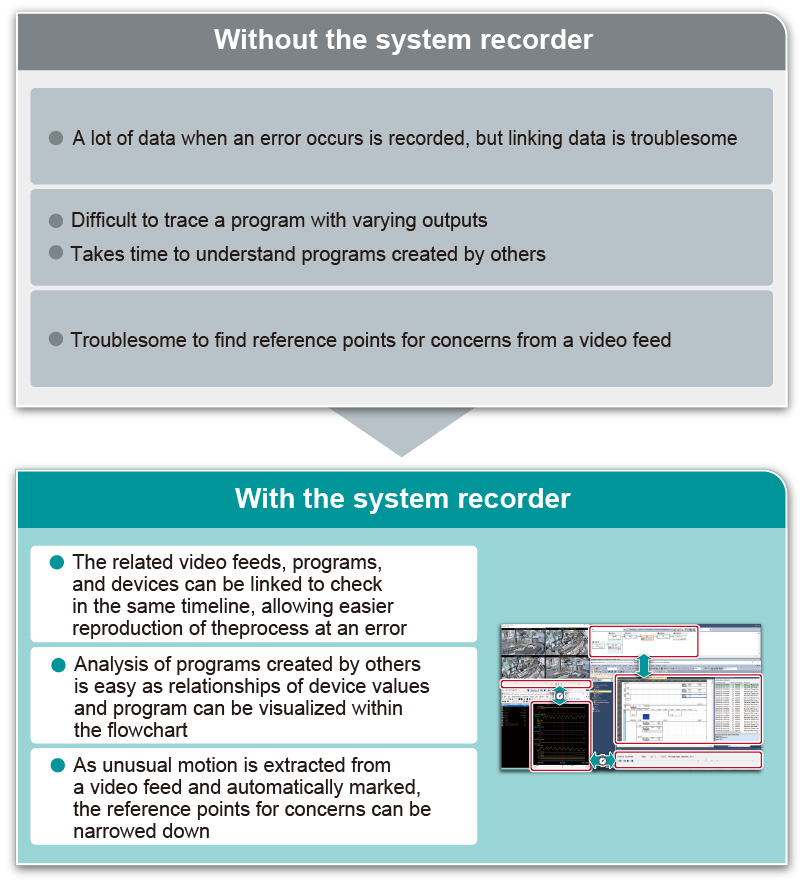 Without the system recorder
A lot of data when an error occurs is recorded, but linking data is troublesome
Difficult to trace a program with varying outputs
Takes time to understand programs created by others
Troublesome to find reference points for concerns from a video feed
With the system recorder
The related video feeds, programs,
and devices can be linked to check
in the same timeline, allowing easier
reproduction of theprocess at an error
Analysis of programs created by others
is easy as relationships of device values
and program can be visualized within
the flowchart
As unusual motion is extracted from
a video feed and automatically marked,
the reference points for concerns can be
narrowed down